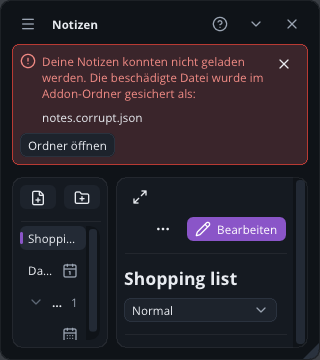 Notizen
Deine Notizen konnten nicht geladen
werden. Die beschädigte Datei wurde im
Addon-Ordner gesichert als:
notes.corrupt.json
Ordner öffnen
Bearbeiten
Shoppi...
Da...
... 1
Shopping list
Normal